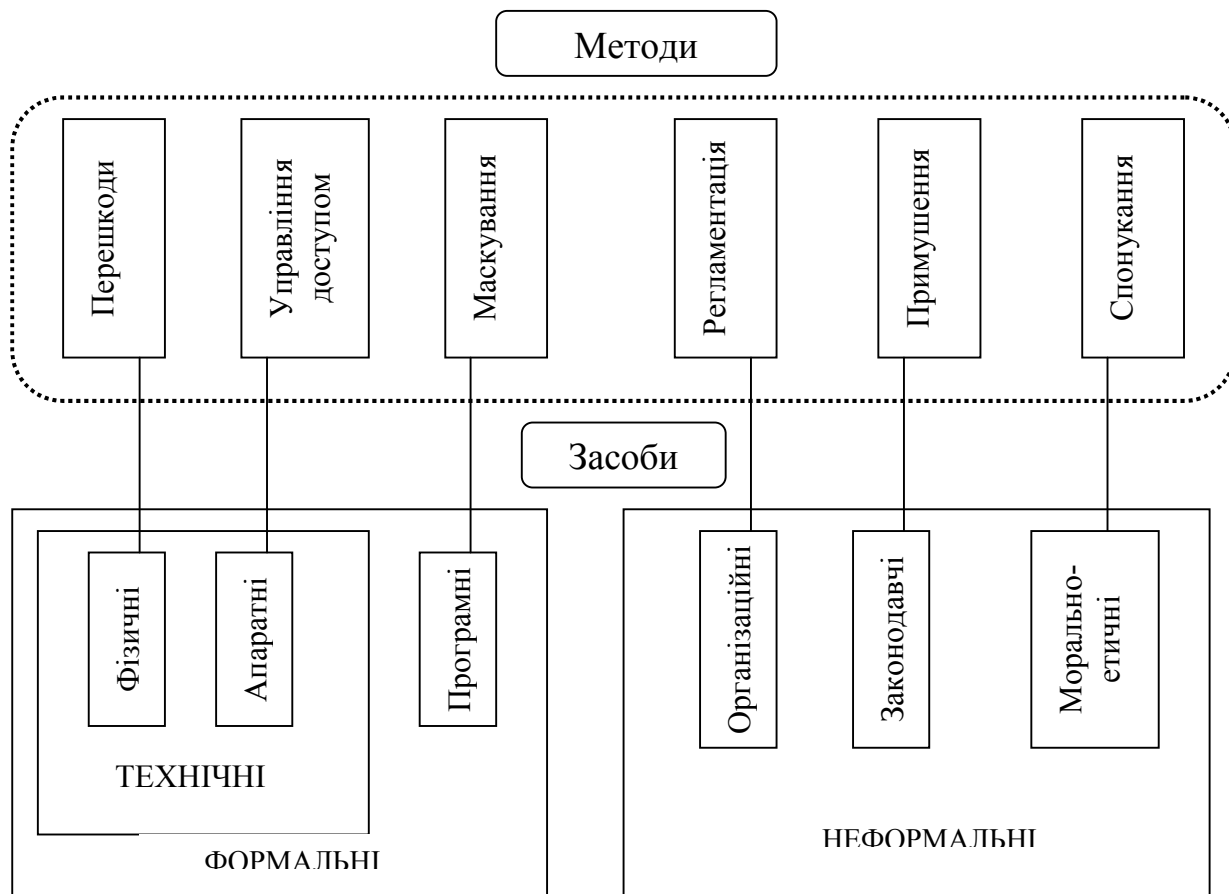 Методи
Перешкоди
Управління
доступом
Маскування
Регламентація
Примушення
Спонукання
Засоби
Фізичні
Апаратні
Програмні
Організаційні
Законодавчі
Морально-
етичні
ТЕХНІЧНІ
ФОРМАЛЬНІ
НЕФОРМАЛЬНІ